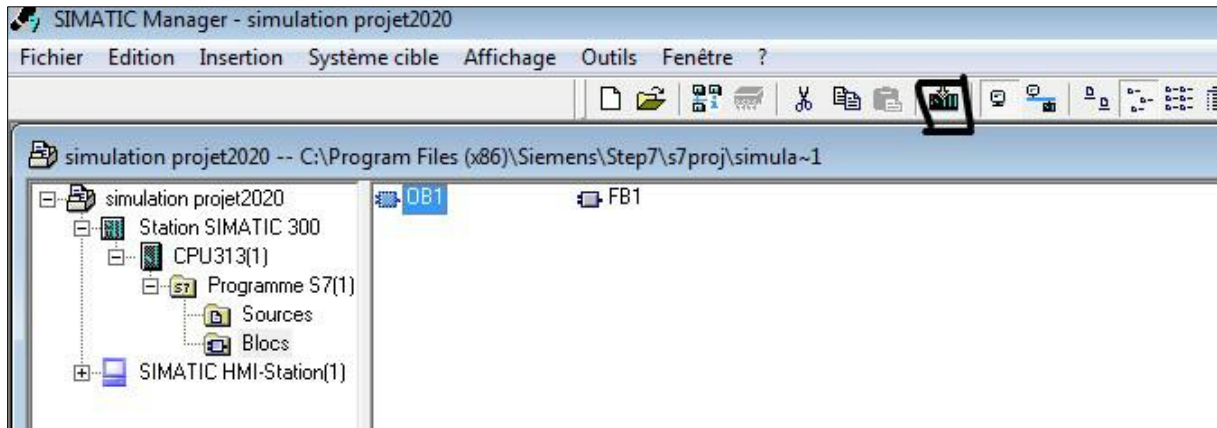 SIMATIC Manager - simulation projet2020
Fichier Edition Insertion Système cible Affichage Outils Fenêtre ?
simulation projet2020 -- C:\Program Files (x86)\Siemens\Step7\s7proj\simula~1
simulation projet2020
Station SIMATIC 300
CPU313(1)
Programme S7(1)
Sources
Blocs
SIMATIC HMI-Station(1)
OB1 FB1